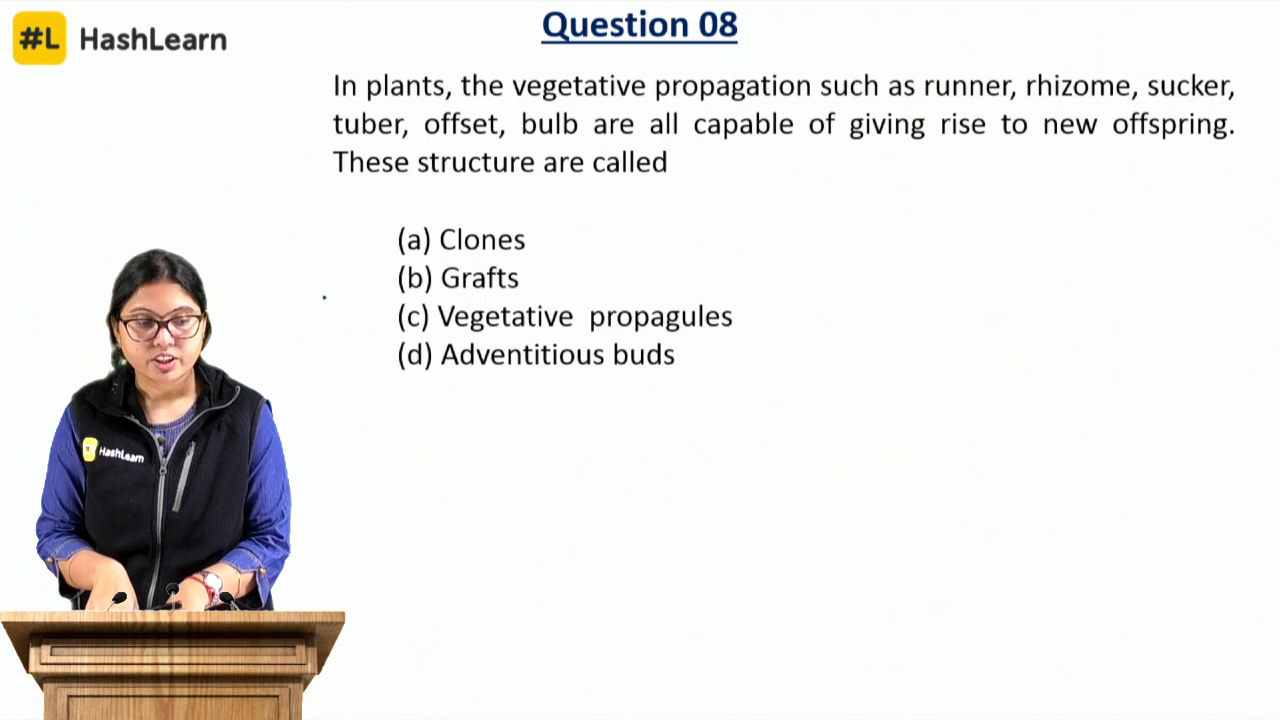 #L HashLearn
Question 08
In plants, the vegetative propagation such as runner, rhizome, sucker,
tuber, offset, bulb are all capable of giving rise to new offspring.
These structure are called
(a) Clones
(b) Grafts
(c) Vegetative propagules
(d) Adventitious buds
HashLearn